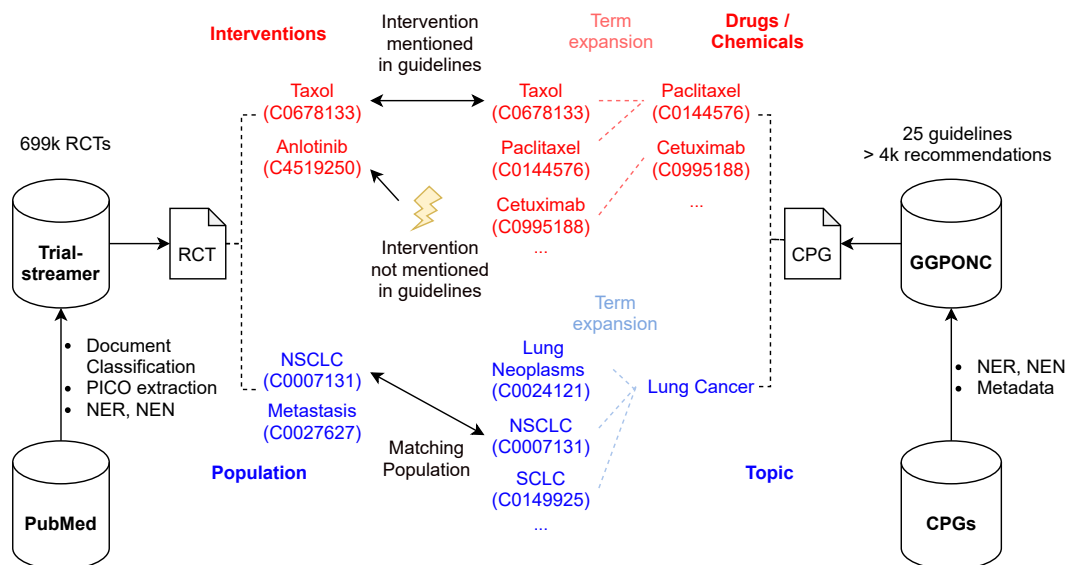 Interventions
Intervention
mentioned
in guidelines
Term
expansion
Drugs /
Chemicals
Taxol
(C0678133)
Taxol
(C0678133)
Paclitaxel
(C0144576)
699k RCTs
Anlotinib
(C4519250)
Paclitaxel
(C0144576)
Cetuximab
(C0995188)
25 guidelines
> 4k recommendations
Cetuximab
(C0995188)
...
...
Trial-
streamer
RCT
Intervention
not mentioned
in guidelines
CPG
GGPONC
Term
expansion
• Document
Classification
• PICO extraction
• NER, NEN
NSCLC
(C0007131)
Metastasis
(C0027627)
Lung
Neoplasms
(C0024121)
Lung Cancer
• NER, NEN
• Metadata
NSCLC
(C0007131)
Matching
Population
Population
SCLC
(C0149925)
...
Topic
PubMed
CPGs